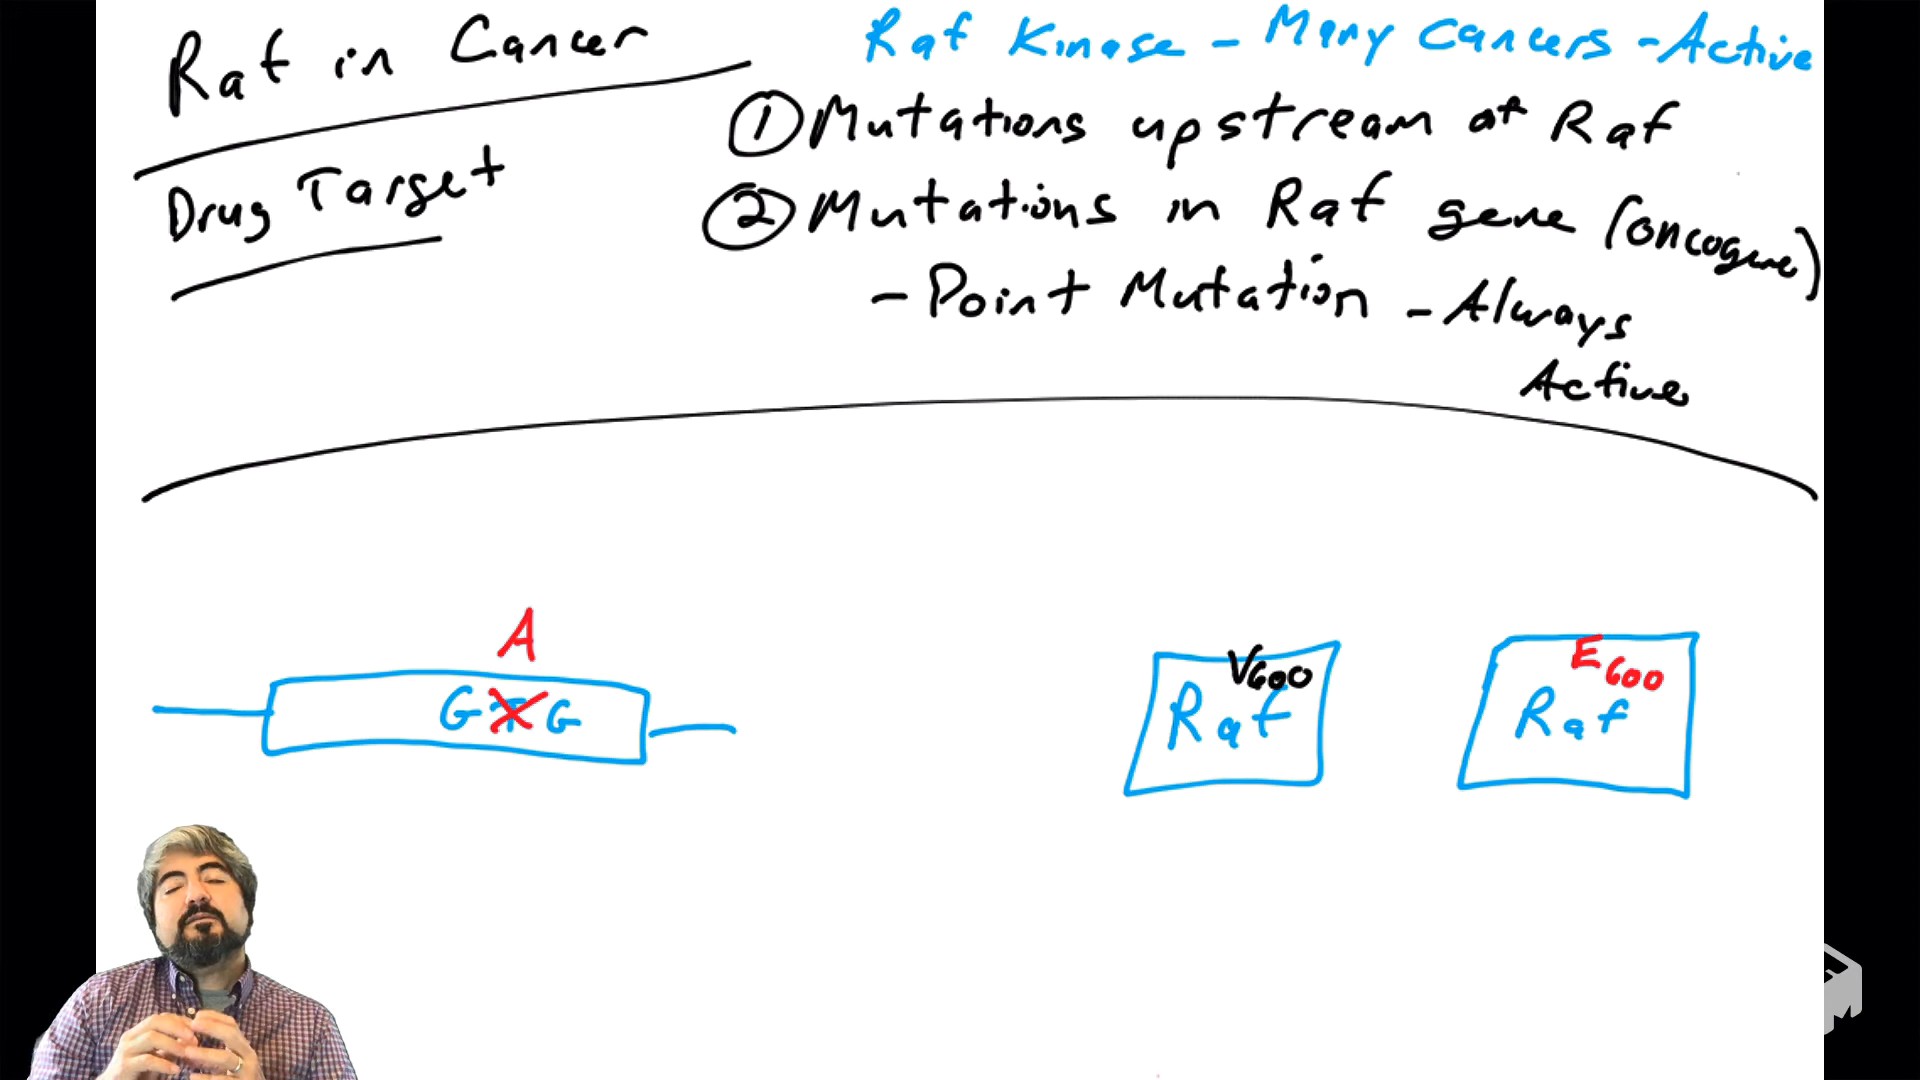 Raf in Cancer
Drug Target
Raf Kinase - Many Cancers - Active
① Mutations upstream of Raf
② Mutations in Raf gene (oncogene)
- Point Mutation - Always
Active
A
GTG
V600
Raf
E600
Raf